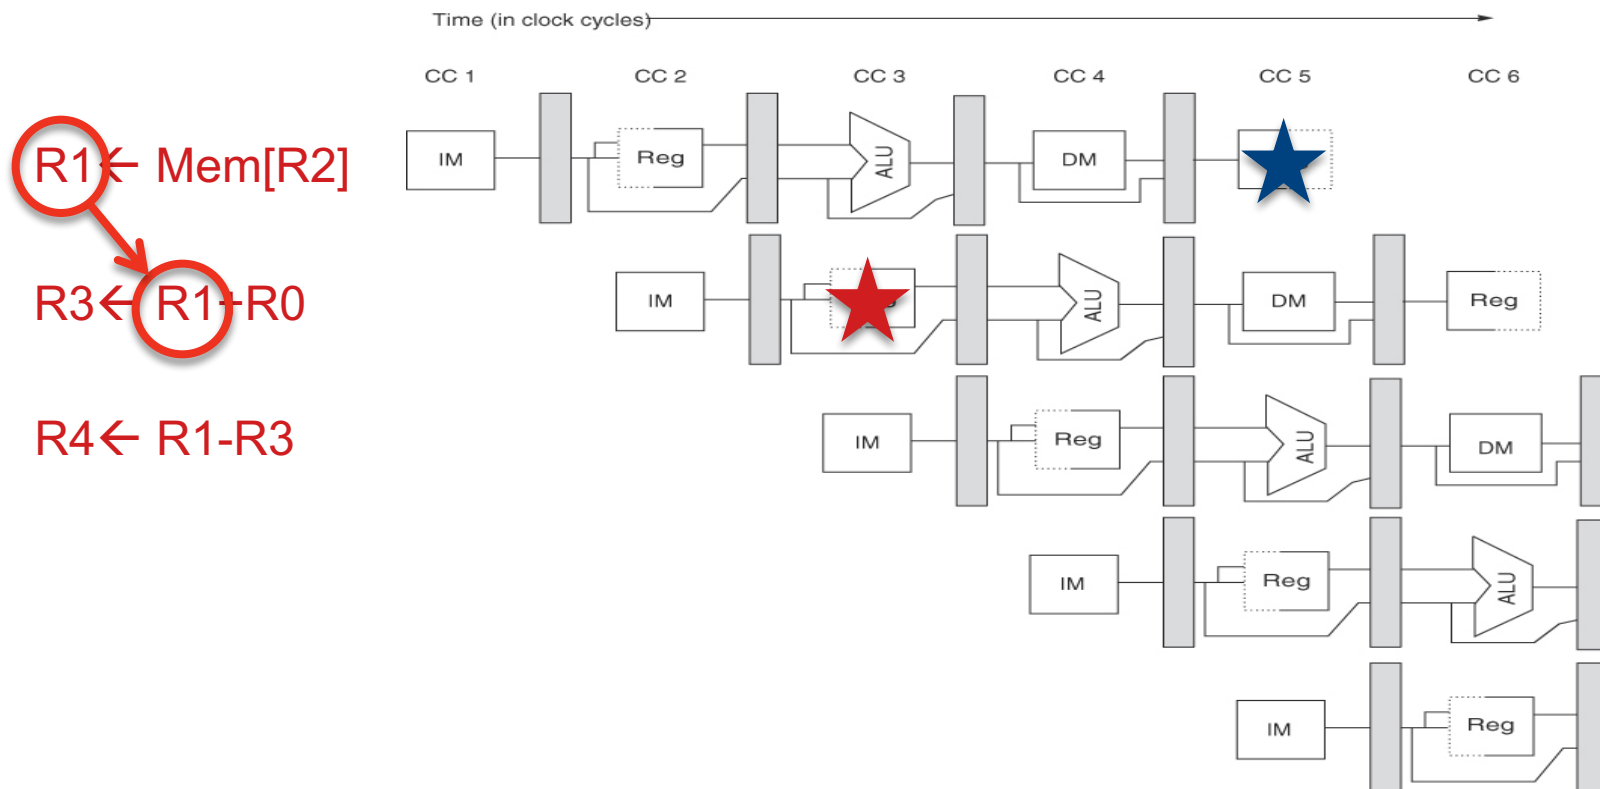 Time (in clock cycles)
CC 1 CC 2 CC 3 CC 4 CC 5 CC 6
R1← Mem[R2]
IM Reg ALU DM
R3← R1+R0
IM ALU DM Reg
R4← R1-R3
IM Reg ALU DM
IM Reg ALU
IM Reg